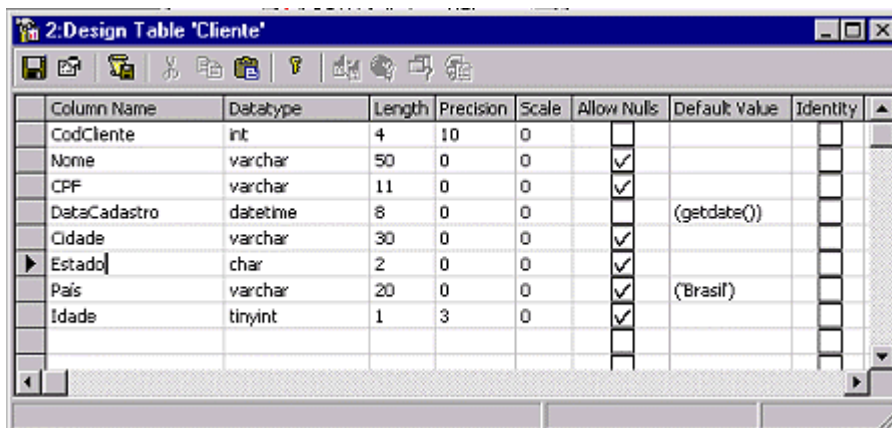 2:Design Table 'Cliente'
Column Name Datatype Length Precision Scale Allow Nulls Default Value Identity
CodCliente int 4 10 0
Nome varchar 50 0 0
CPF varchar 11 0 0
DataCadastro datetime 8 0 0 (getdate())
Cidade varchar 30 0 0
Estado char 2 0 0
País varchar 20 0 0 ('Brasil')
Idade tinyint 1 3 0